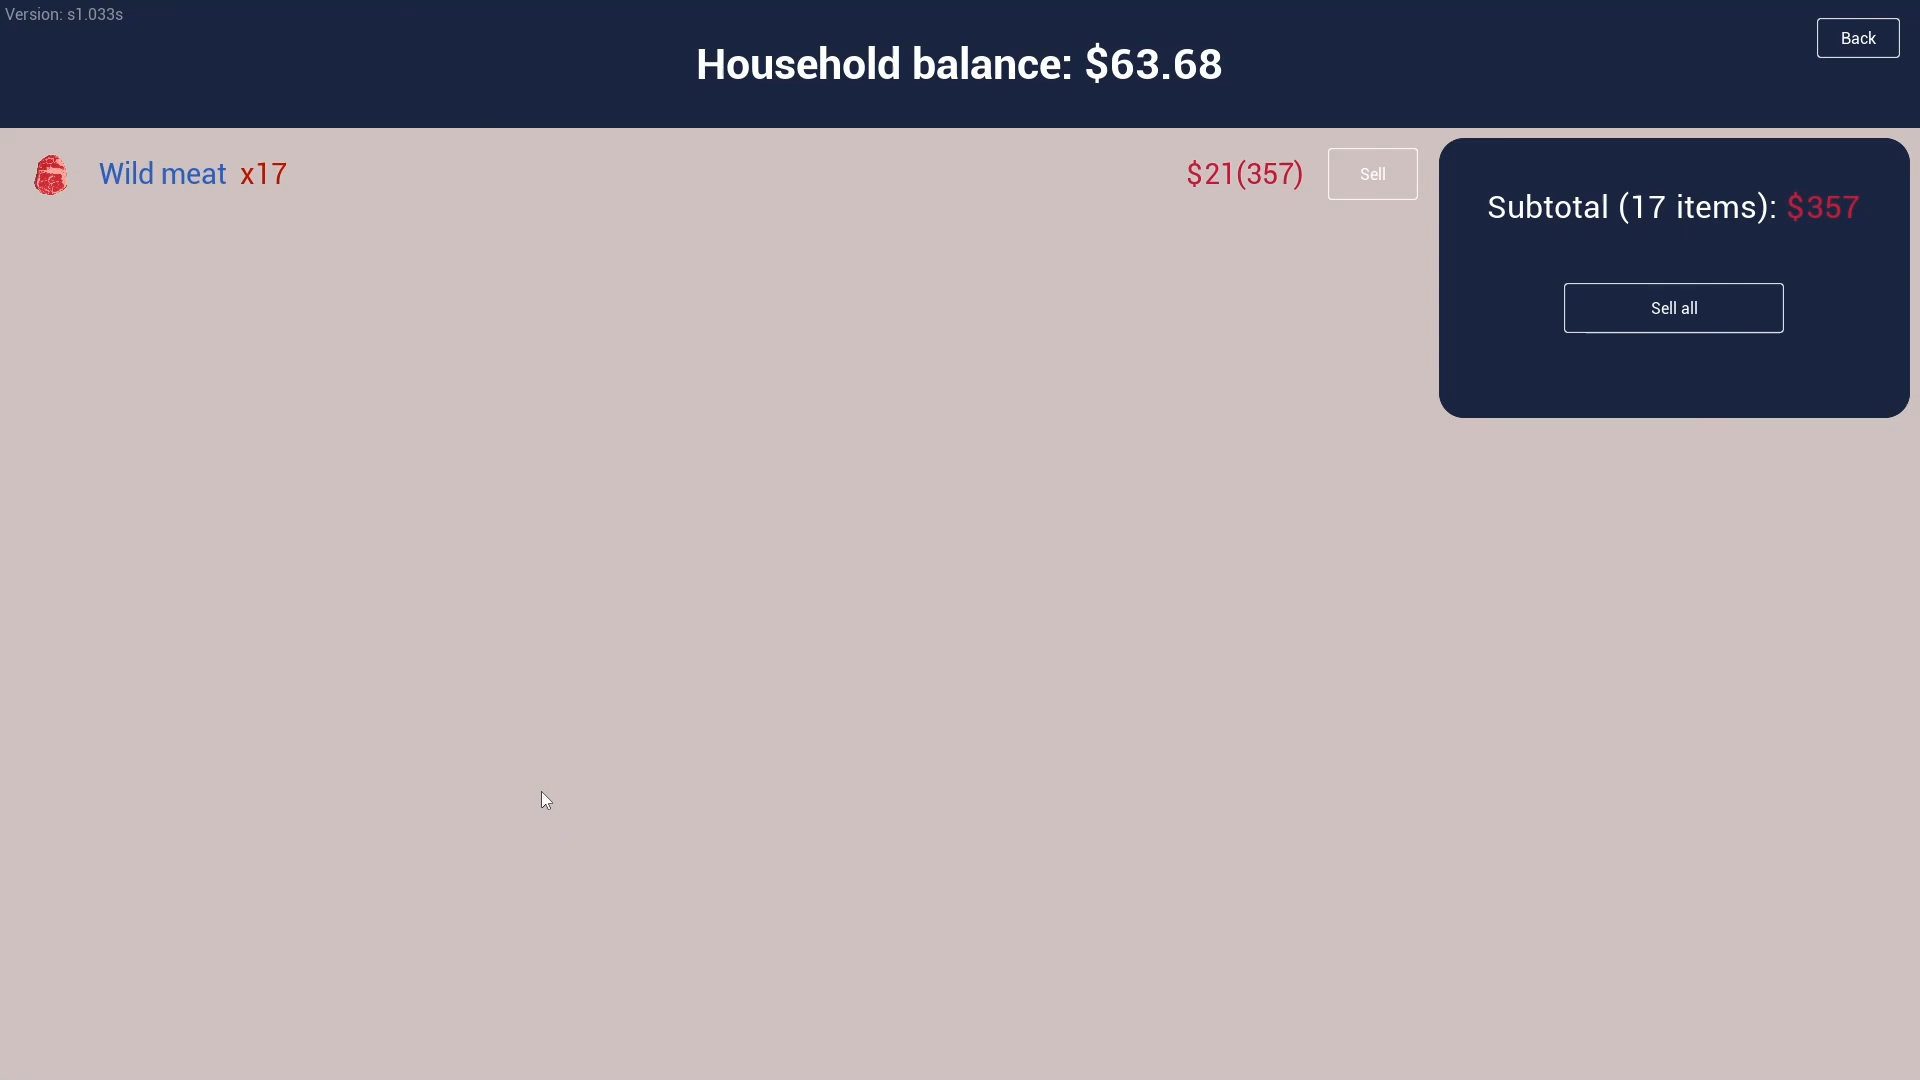 Version: s1.033s
Household balance: $63.68
Back
Wild meat x17 $21(357) Sell
Subtotal (17 items): $357
Sell all